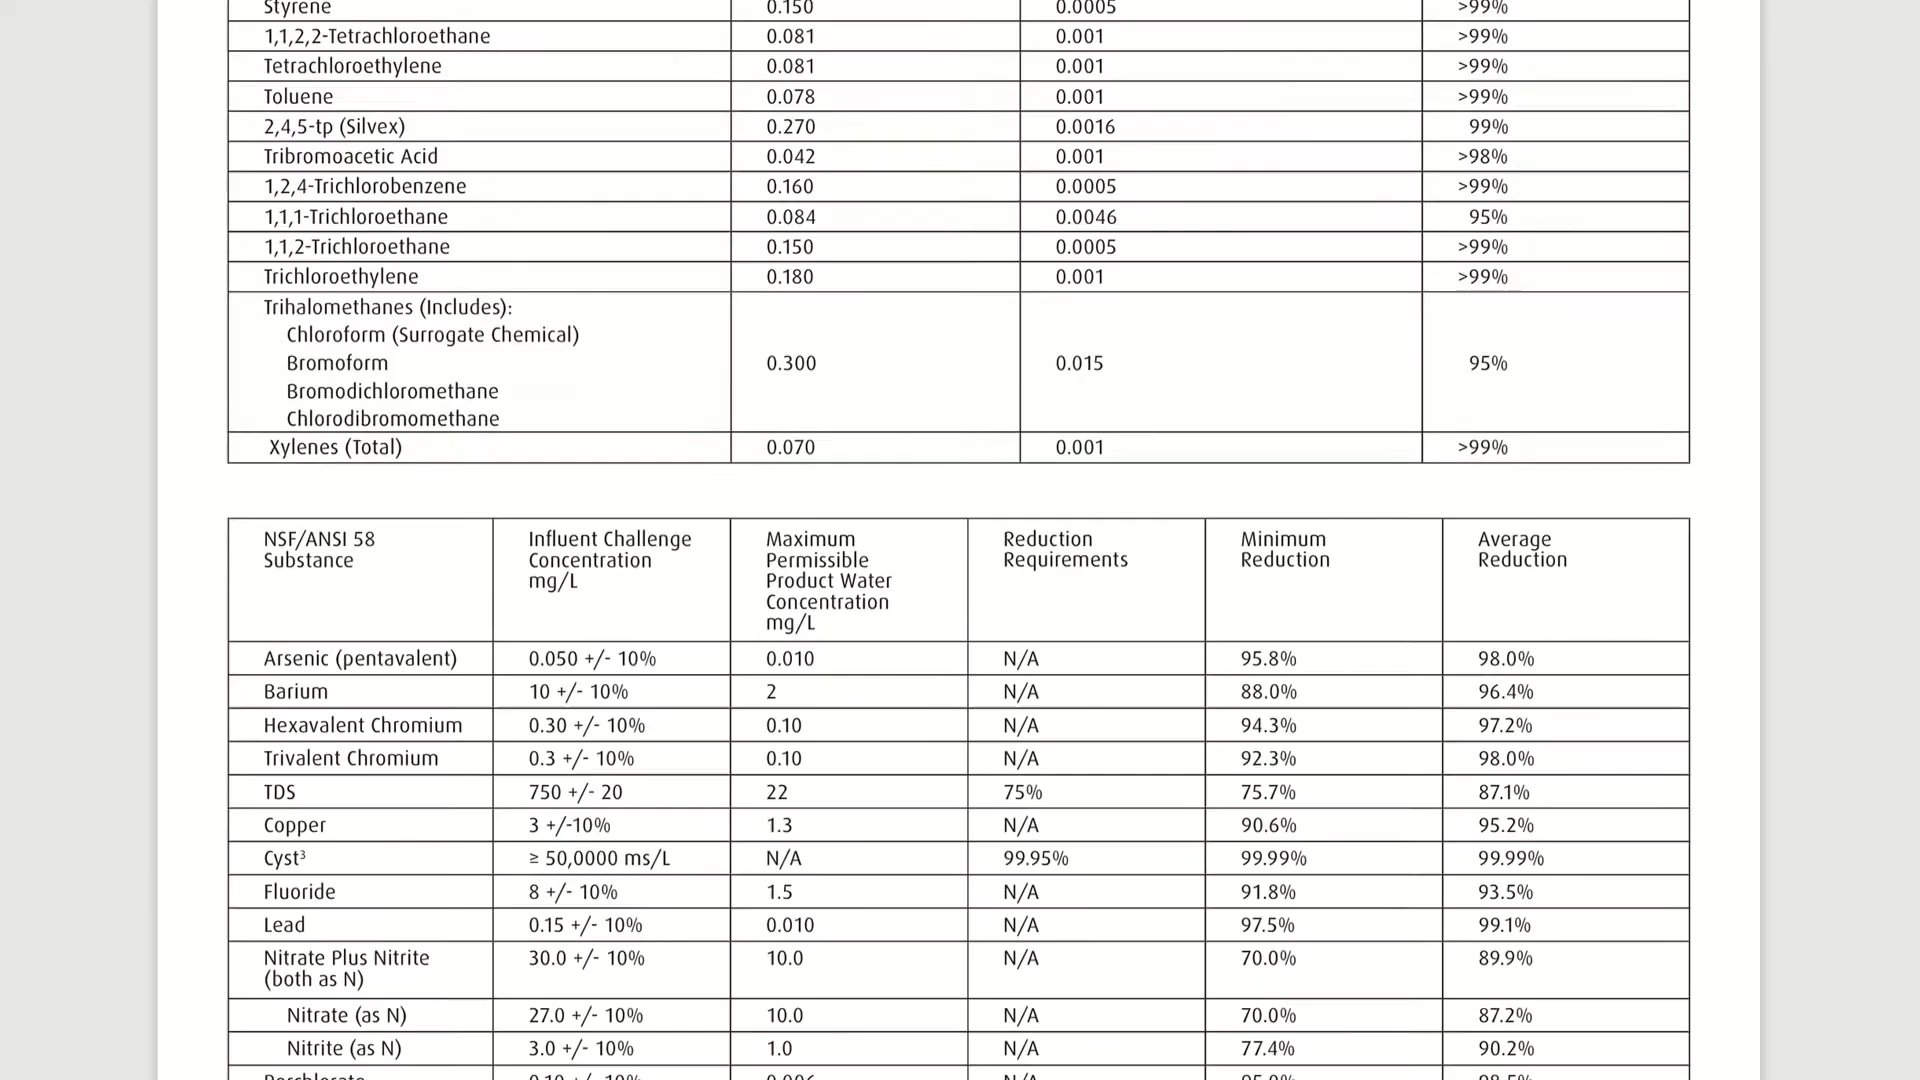 Styrene 0.150 0.0005 >99%
1,1,2,2-Tetrachloroethane 0.081 0.001 >99%
Tetrachloroethylene 0.081 0.001 >99%
Toluene 0.078 0.001 >99%
2,4,5-tp (Silvex) 0.270 0.0016 99%
Tribromoacetic Acid 0.042 0.001 >98%
1,2,4-Trichlorobenzene 0.160 0.0005 >99%
1,1,1-Trichloroethane 0.084 0.0046 95%
1,1,2-Trichloroethane 0.150 0.0005 >99%
Trichloroethylene 0.180 0.001 >99%
Trihalomethanes (Includes):
Chloroform (Surrogate Chemical)
Bromoform 0.300 0.015 95%
Bromodichloromethane
Chlorodibromomethane
Xylenes (Total) 0.070 0.001 >99%
NSF/ANSI 58
Substance
Influent Challenge
Concentration
mg/L
Maximum
Permissible
Product Water
Concentration
mg/L
Reduction
Requirements
Minimum
Reduction
Average
Reduction
Arsenic (pentavalent) 0.050 +/- 10% 0.010 N/A 95.8% 98.0%
Barium 10 +/- 10% 2 N/A 88.0% 96.4%
Hexavalent Chromium 0.30 +/- 10% 0.10 N/A 94.3% 97.2%
Trivalent Chromium 0.3 +/- 10% 0.10 N/A 92.3% 98.0%
TDS 750 +/- 20 22 75% 75.7% 87.1%
Copper 3 +/-10% 1.3 N/A 90.6% 95.2%
Cyst³ ≥ 50,0000 ms/L N/A 99.95% 99.99% 99.99%
Fluoride 8 +/- 10% 1.5 N/A 91.8% 93.5%
Lead 0.15 +/- 10% 0.010 N/A 97.5% 99.1%
Nitrate Plus Nitrite 30.0 +/- 10% 10.0 N/A 70.0% 89.9%
(both as N)
Nitrate (as N) 27.0 +/- 10% 10.0 N/A 70.0% 87.2%
Nitrite (as N) 3.0 +/- 10% 1.0 N/A 77.4% 90.2%